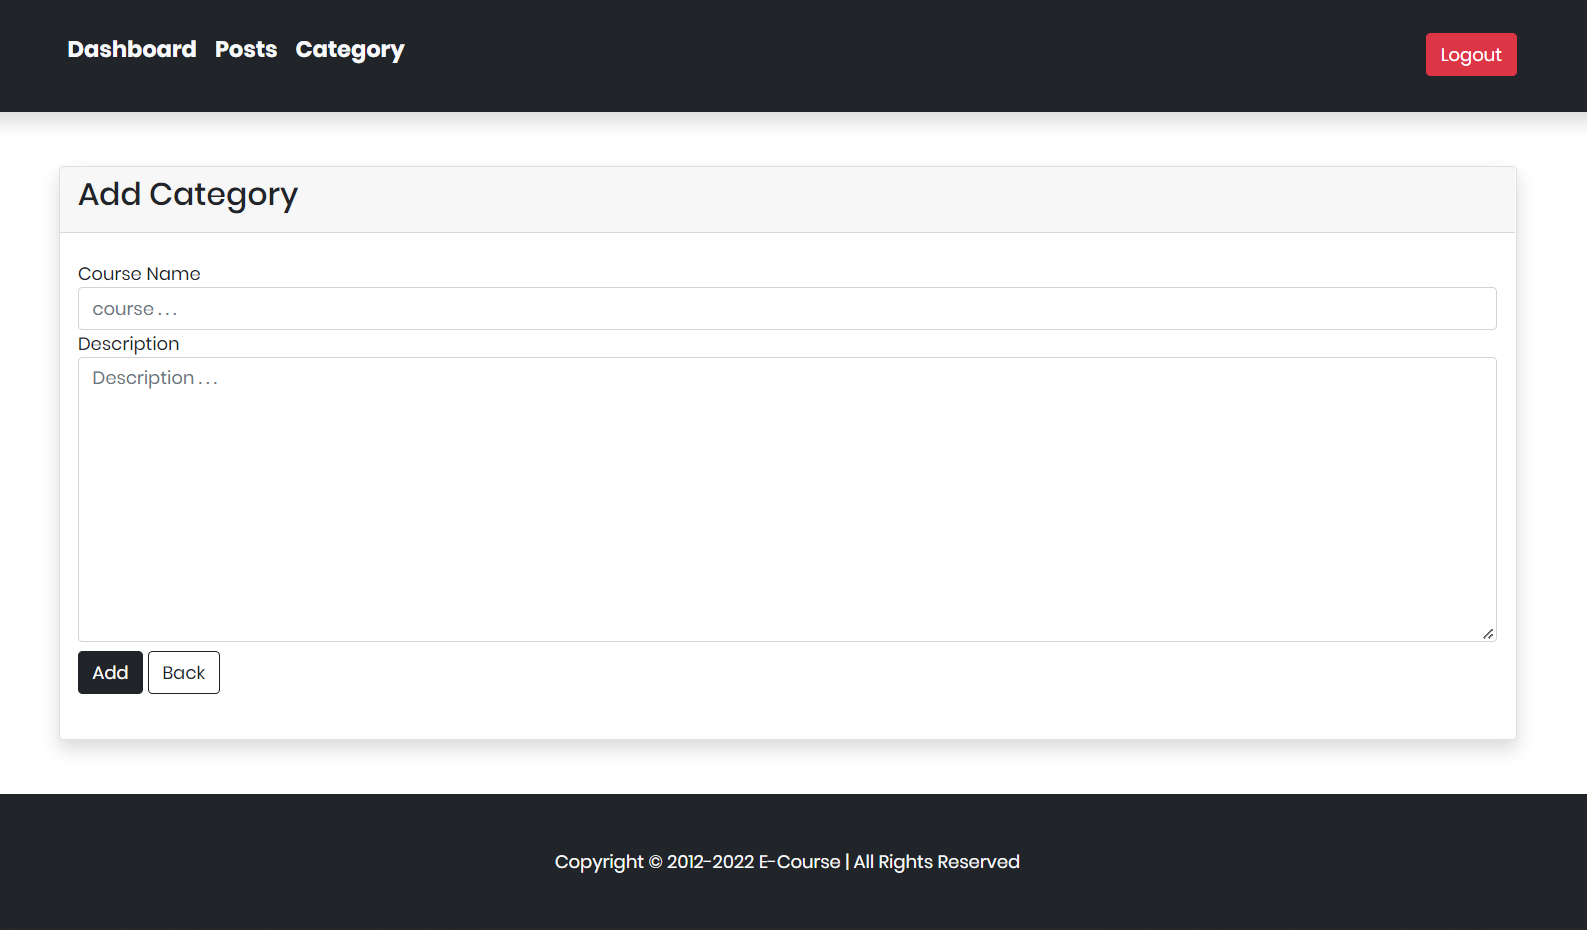 Dashboard Posts Category Logout
Add Category
Course Name
course . . .
Description
Description . . .
Add Back
Copyright © 2012-2022 E-Course | All Rights Reserved